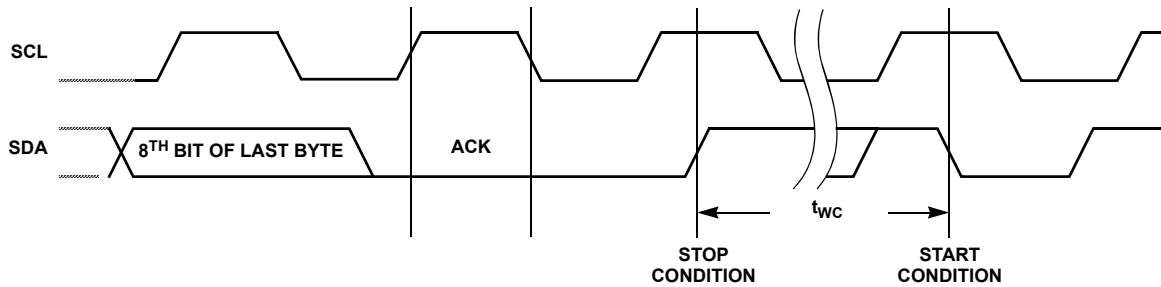 SCL
SDA
8TH BIT OF LAST BYTE
ACK
tWC
STOP
CONDITION
START
CONDITION